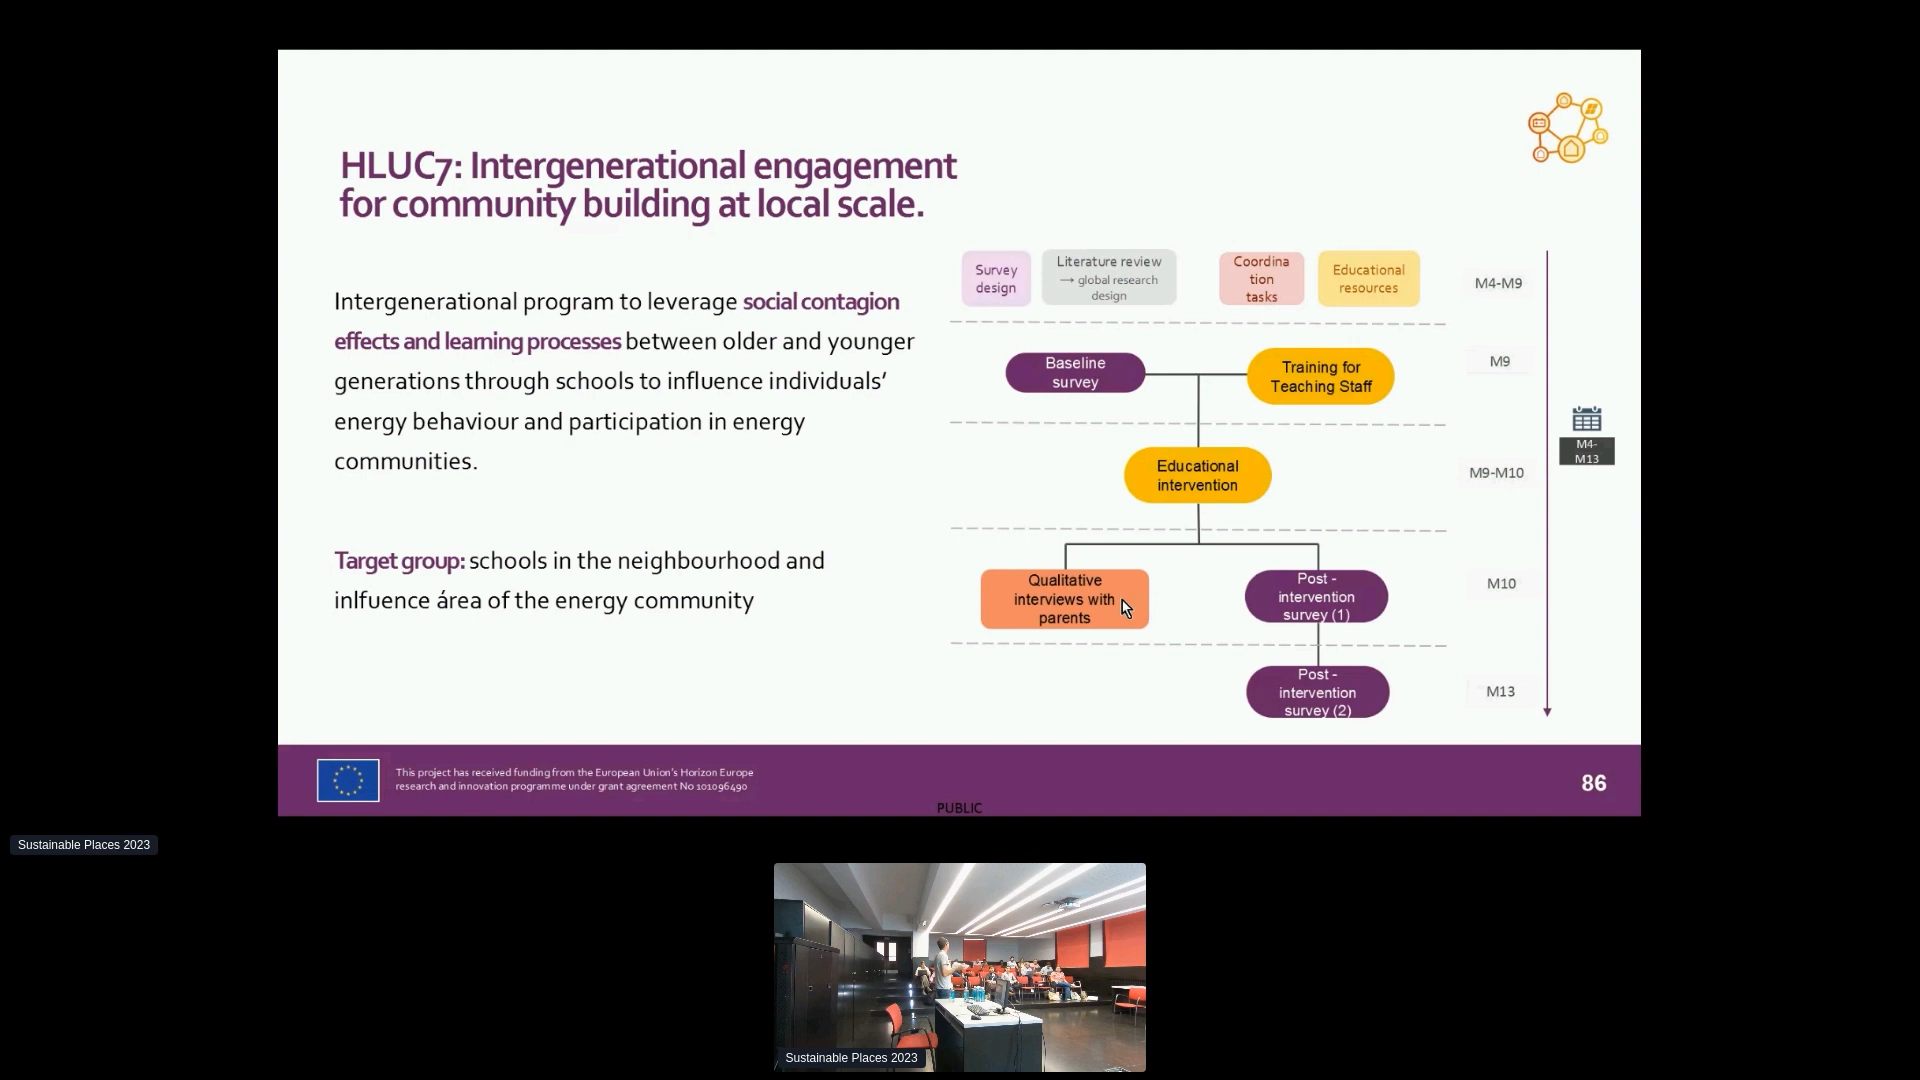 HLUC7: Intergenerational engagement
for community building at local scale.
Intergenerational program to leverage social contagion
effects and learning processes between older and younger
generations through schools to influence individuals’
energy behaviour and participation in energy
communities.
Target group: schools in the neighbourhood and
inlfuence área of the energy community
Survey
design
Literature review
→ global research
design
Coordina
tion
tasks
Educational
resources
M4-M9
Baseline
survey
Training for
Teaching Staff
M9
M4-
M13
Educational
intervention
M9-M10
Qualitative
interviews with
parents
Post -
intervention
survey (1)
M10
Post -
intervention
survey (2)
M13
This project has received funding from the European Union’s Horizon Europe
research and innovation programme under grant agreement No 101096490
86
PUBLIC
Sustainable Places 2023
Sustainable Places 2023